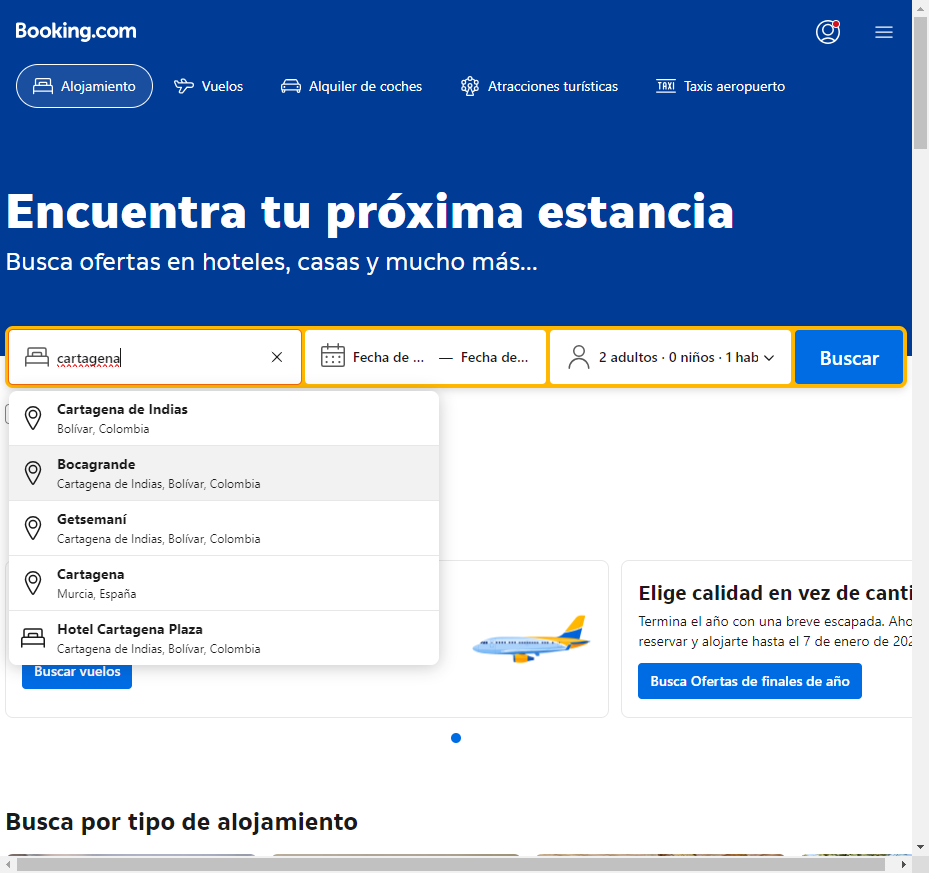 Booking.com
Alojamiento
Vuelos
Alquiler de coches
Atracciones turísticas
TAXI
Taxis aeropuerto
Encuentra tu próxima estancia
Busca ofertas en hoteles, casas y mucho más...
cartagena
Fecha de ... — Fecha de...
2 adultos · 0 niños · 1 hab
Buscar
Cartagena de Indias
Bolívar, Colombia
Bocagrande
Cartagena de Indias, Bolívar, Colombia
Getsemaní
Cartagena de Indias, Bolívar, Colombia
Cartagena
Murcia, España
Hotel Cartagena Plaza
Cartagena de Indias, Bolívar, Colombia
Buscar vuelos
Elige calidad en vez de canti
Termina el año con una breve escapada. Aho
reservar y alojarte hasta el 7 de enero de 202
Busca Ofertas de finales de año
Busca por tipo de alojamiento